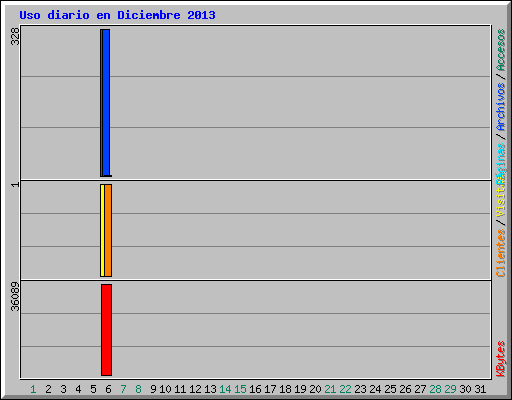 Uso diario en Diciembre 2013
328
1
36089
Archivos / Accesos
Clientes /
KBytes
1 2 3 4 5 6 7 8 9 10 11 12 13 14 15 16 17 18 19 20 21 22 23 24 25 26 27 28 29 30 31